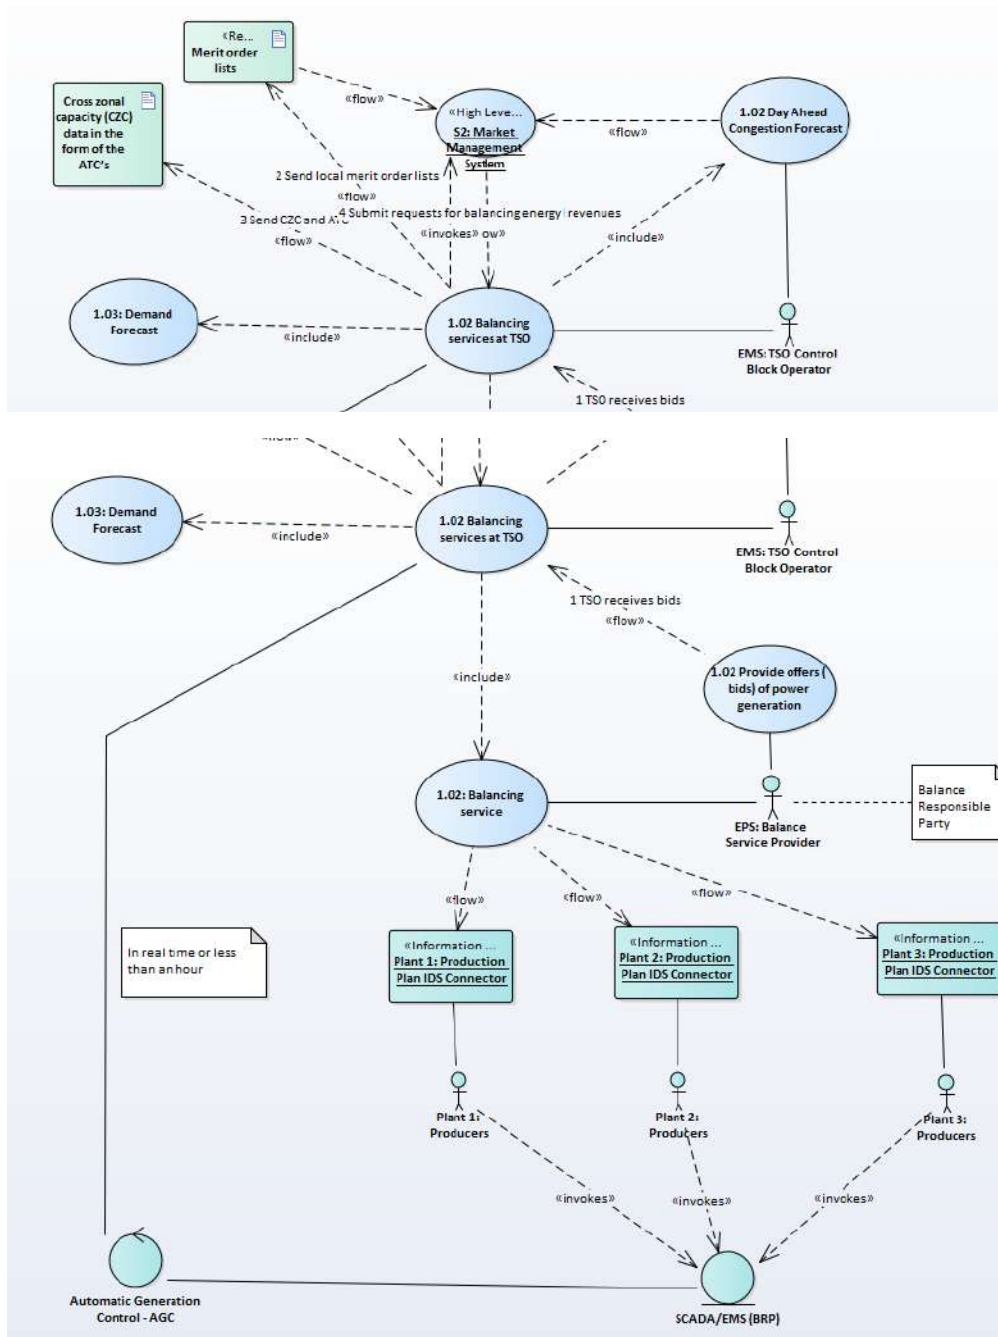 «Re...
Merit order
lists
Cross zonal
capacity (CZC)
data in the
form of the
ATC's
«flow»
«High Leve...
S2: Market
Management
System
«flow»
1.02 Day Ahead
Congestion Forecast
2 Send local merit order lists
«flow»
4 Submit requests for balancing energy revenues
3 Send CZC and ATC
«flow»
«invokes» ow»
«include»
1.03: Demand
Forecast
«include»
1.02 Balancing
services at TSO
EMS: TSO Control
Block Operator
1 TSO receives bids
«flow»
1.03: Demand
Forecast
«include»
1.02 Balancing
services at TSO
EMS: TSO Control
Block Operator
1 TSO receives bids
«flow»
«include»
1.02 Provide offers (
bids) of power
generation
1.02: Balancing
service
EPS: Balance
Service Provider
Balance
Responsible
Party
«flow»
«flow»
«flow»
In real time or less
than an hour
«Information ...
Plant 1: Production
Plan IDS Connector
«Information ...
Plant 2: Production
Plan IDS Connector
«Information ...
Plant 3: Production
Plan IDS Connector
Plant 1:
Producers
Plant 2:
Producers
Plant 3:
Producers
«invokes»
«invokes»
«invokes»
Automatic Generation
Control - AGC
SCADA/EMS (BRP)